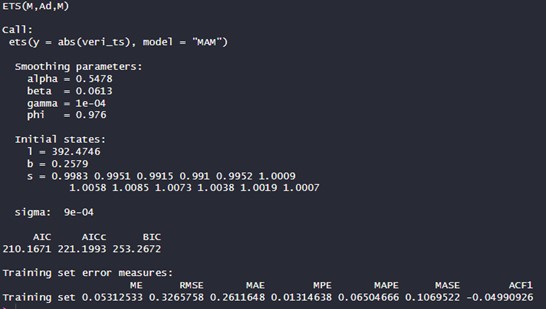 ETS(M,Ad,M)
Call:
ets(y = abs(veri_ts), model = "MAM")
Smoothing parameters:
alpha = 0.5478
beta  = 0.0613
gamma = 1e-04
phi   = 0.976
Initial states:
l = 392.4746
b = 0.2579
s = 0.9983 0.9951 0.9915 0.991 0.9952 1.0009
1.0058 1.0085 1.0073 1.0038 1.0019 1.0007
sigma:  9e-04
AIC AICc BIC
210.1671 221.1993 253.2672
Training set error measures:
ME RMSE MAE MPE MAPE MASE ACF1
Training set 0.05312533 0.3265758 0.2611648 0.01314638 0.06504666 0.1069522 -0.04990926